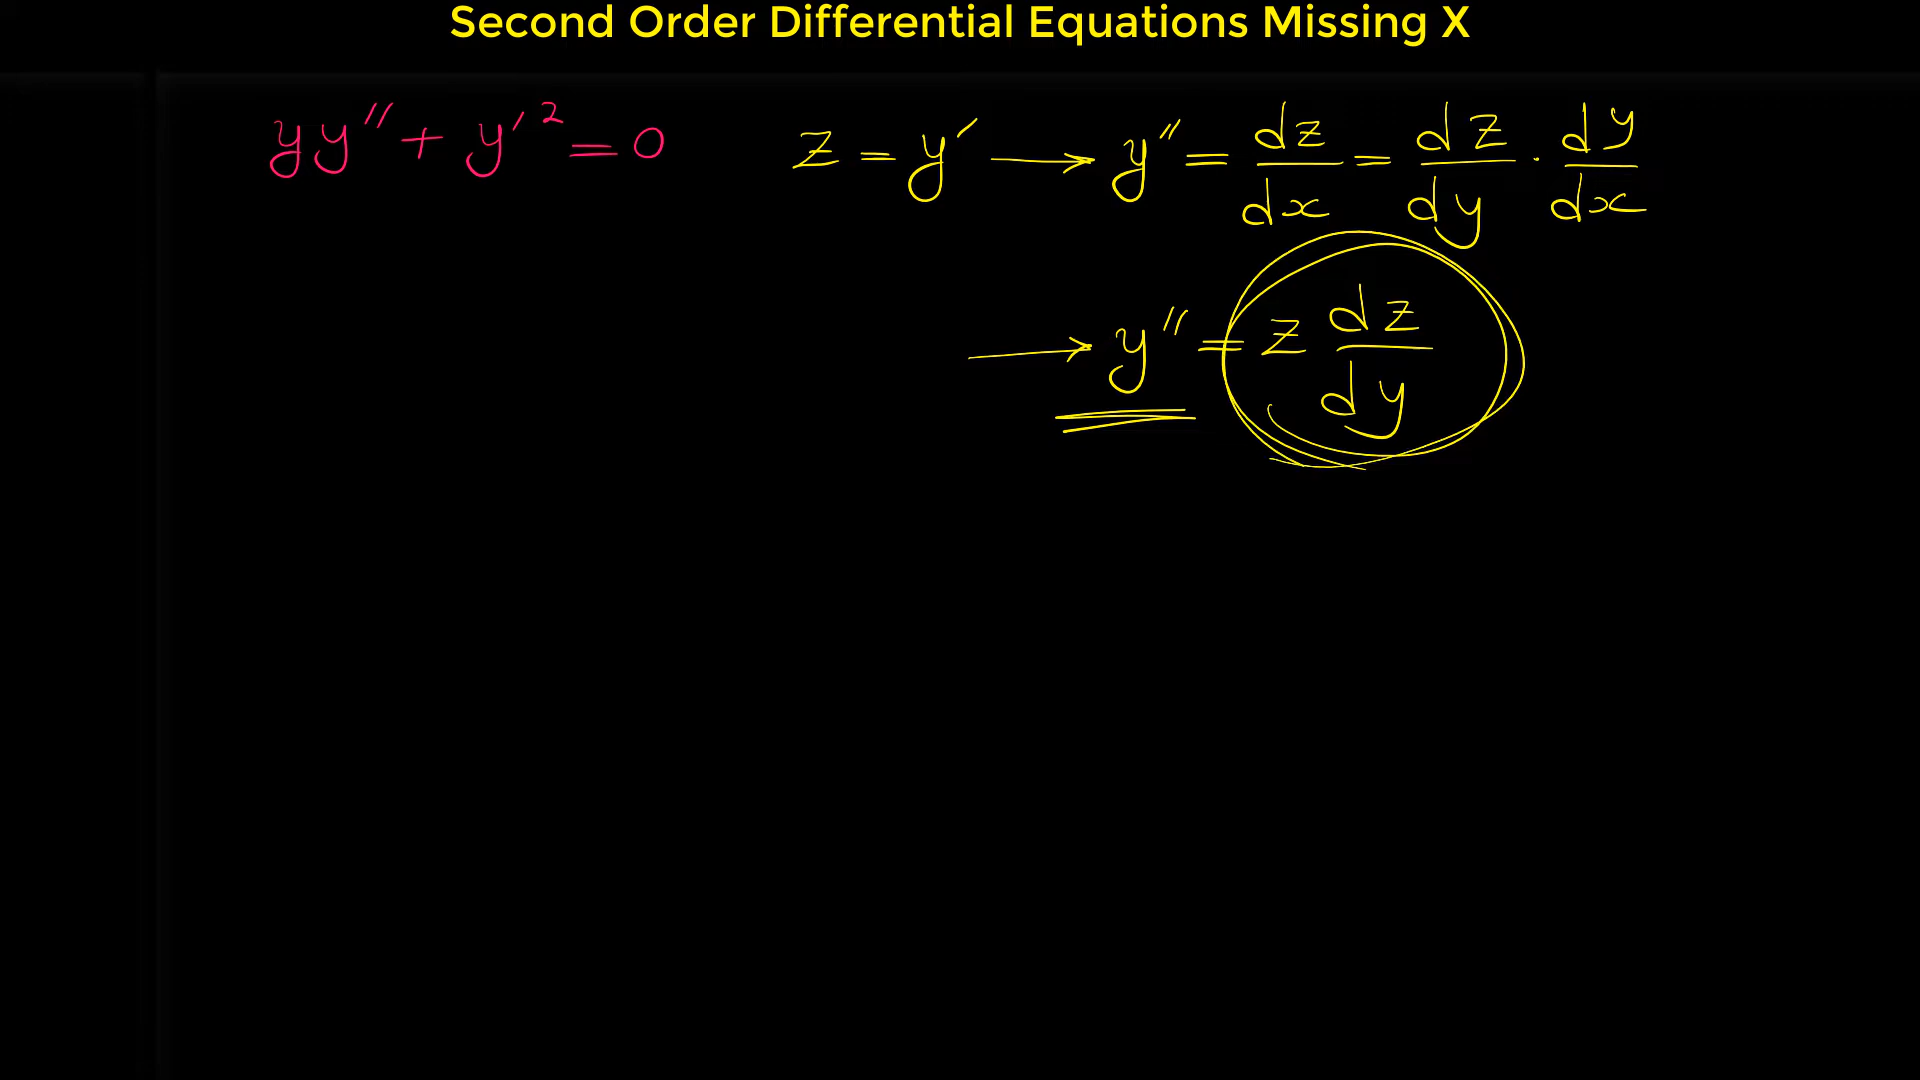 Second Order Differential Equations Missing X
yy″ + y′² = 0
z = y′ → y″ = dz/dx = dz/dy · dy/dx
→ y″ = z dz/dy